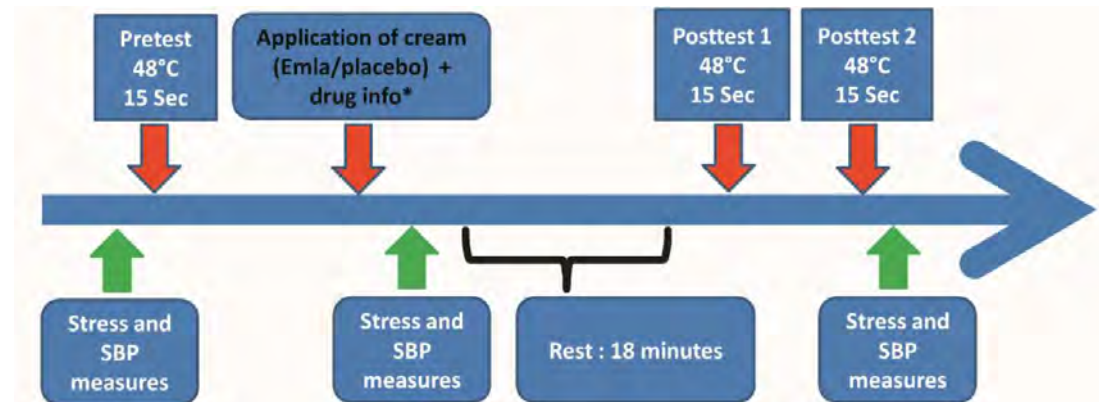 Pretest
48°C
15 Sec
Application of cream
(Emla/placebo) +
drug info*
Posttest 1
48°C
15 Sec
Posttest 2
48°C
15 Sec
Stress and
SBP
measures
Stress and
SBP
measures
Rest : 18 minutes
Stress and
SBP
measures